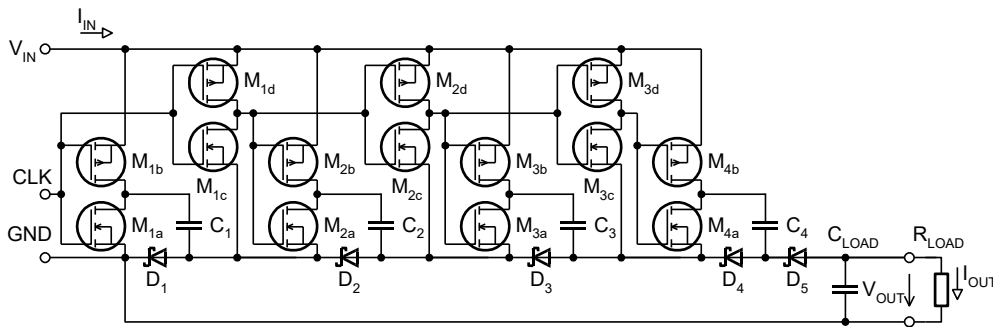 I_IN
V_IN
M_1d
M_2d
M_3d
M_1b
M_2b
M_3b
M_4b
CLK
M_1c
M_2c
M_3c
M_1a
C_1
M_2a
C_2
M_3a
C_3
M_4a
C_4
GND
C_LOAD
R_LOAD
D_1
D_2
D_3
D_4
D_5
V_OUT
I_OUT